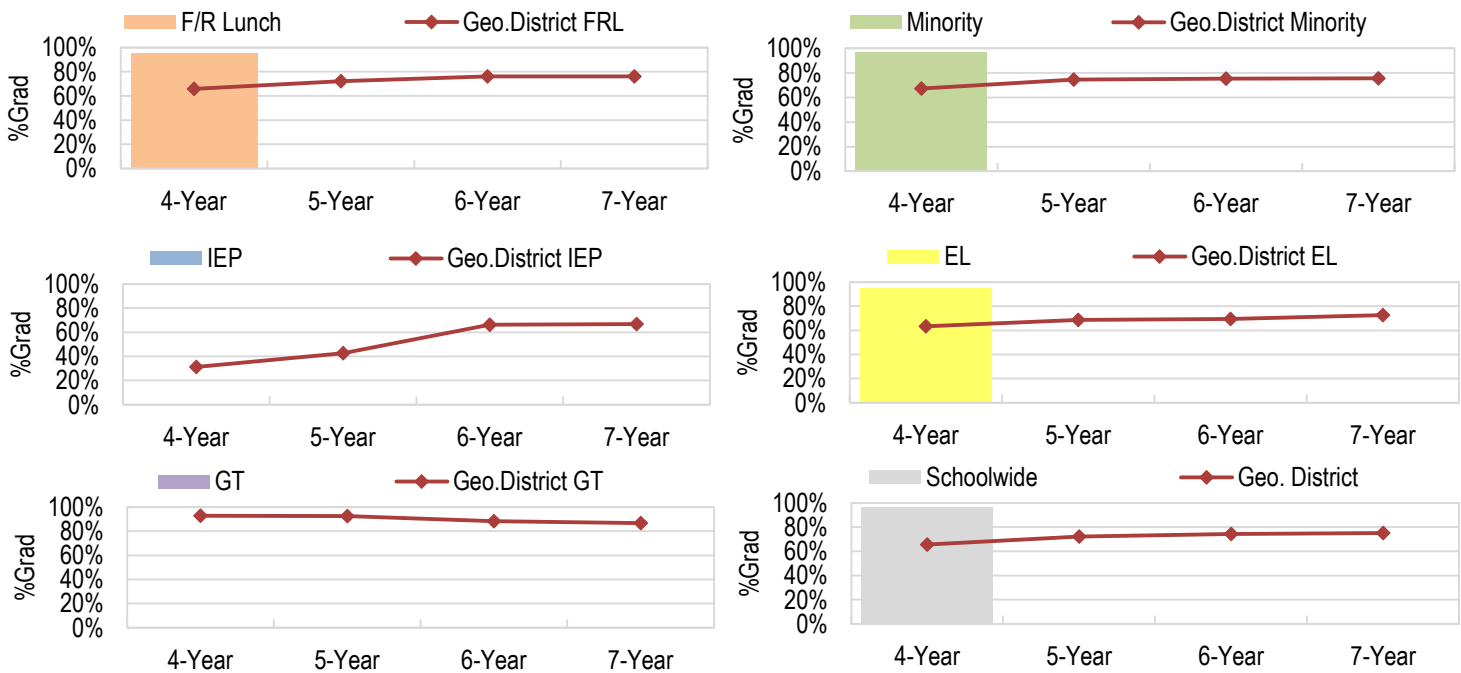 F/R Lunch Geo.District FRL
%Grad
100%
80%
60%
40%
20%
0%
4-Year 5-Year 6-Year 7-Year
Minority Geo.District Minority
%Grad
100%
80%
60%
40%
20%
0%
4-Year 5-Year 6-Year 7-Year
IEP Geo.District IEP
%Grad
100%
80%
60%
40%
20%
0%
4-Year 5-Year 6-Year 7-Year
EL Geo.District EL
%Grad
100%
80%
60%
40%
20%
0%
4-Year 5-Year 6-Year 7-Year
GT Geo.District GT
%Grad
100%
80%
60%
40%
20%
0%
4-Year 5-Year 6-Year 7-Year
Schoolwide Geo. District
%Grad
100%
80%
60%
40%
20%
0%
4-Year 5-Year 6-Year 7-Year